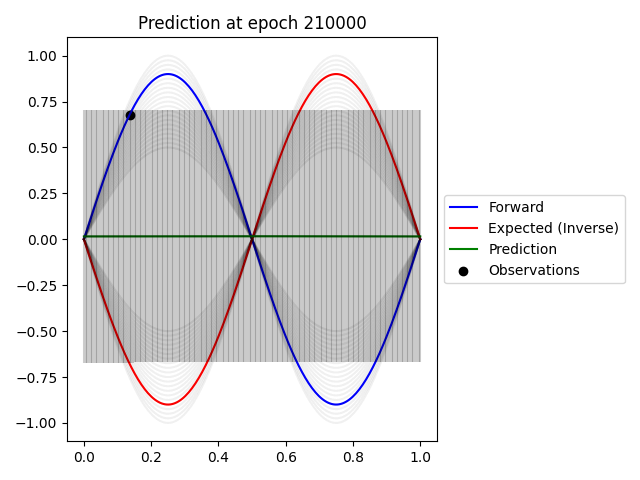 Prediction at epoch 210000
1.00
0.75
0.50
0.25
0.00
−0.25
−0.50
−0.75
−1.00
0.0 0.2 0.4 0.6 0.8 1.0
Forward
Expected (Inverse)
Prediction
Observations